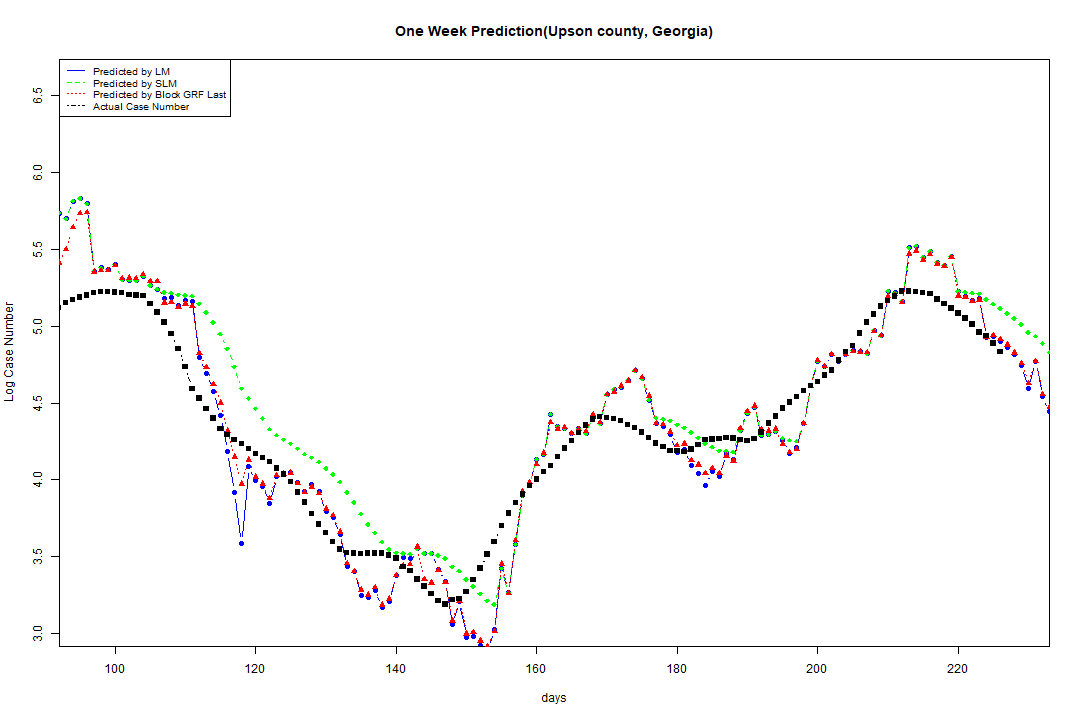 One Week Prediction(Upson county, Georgia)
Predicted by LM
Predicted by SLM
Predicted by Block GRF Last
Actual Case Number
Log Case Number
6.5
6.0
5.5
5.0
4.5
4.0
3.5
3.0
100 120 140 160 180 200 220
days